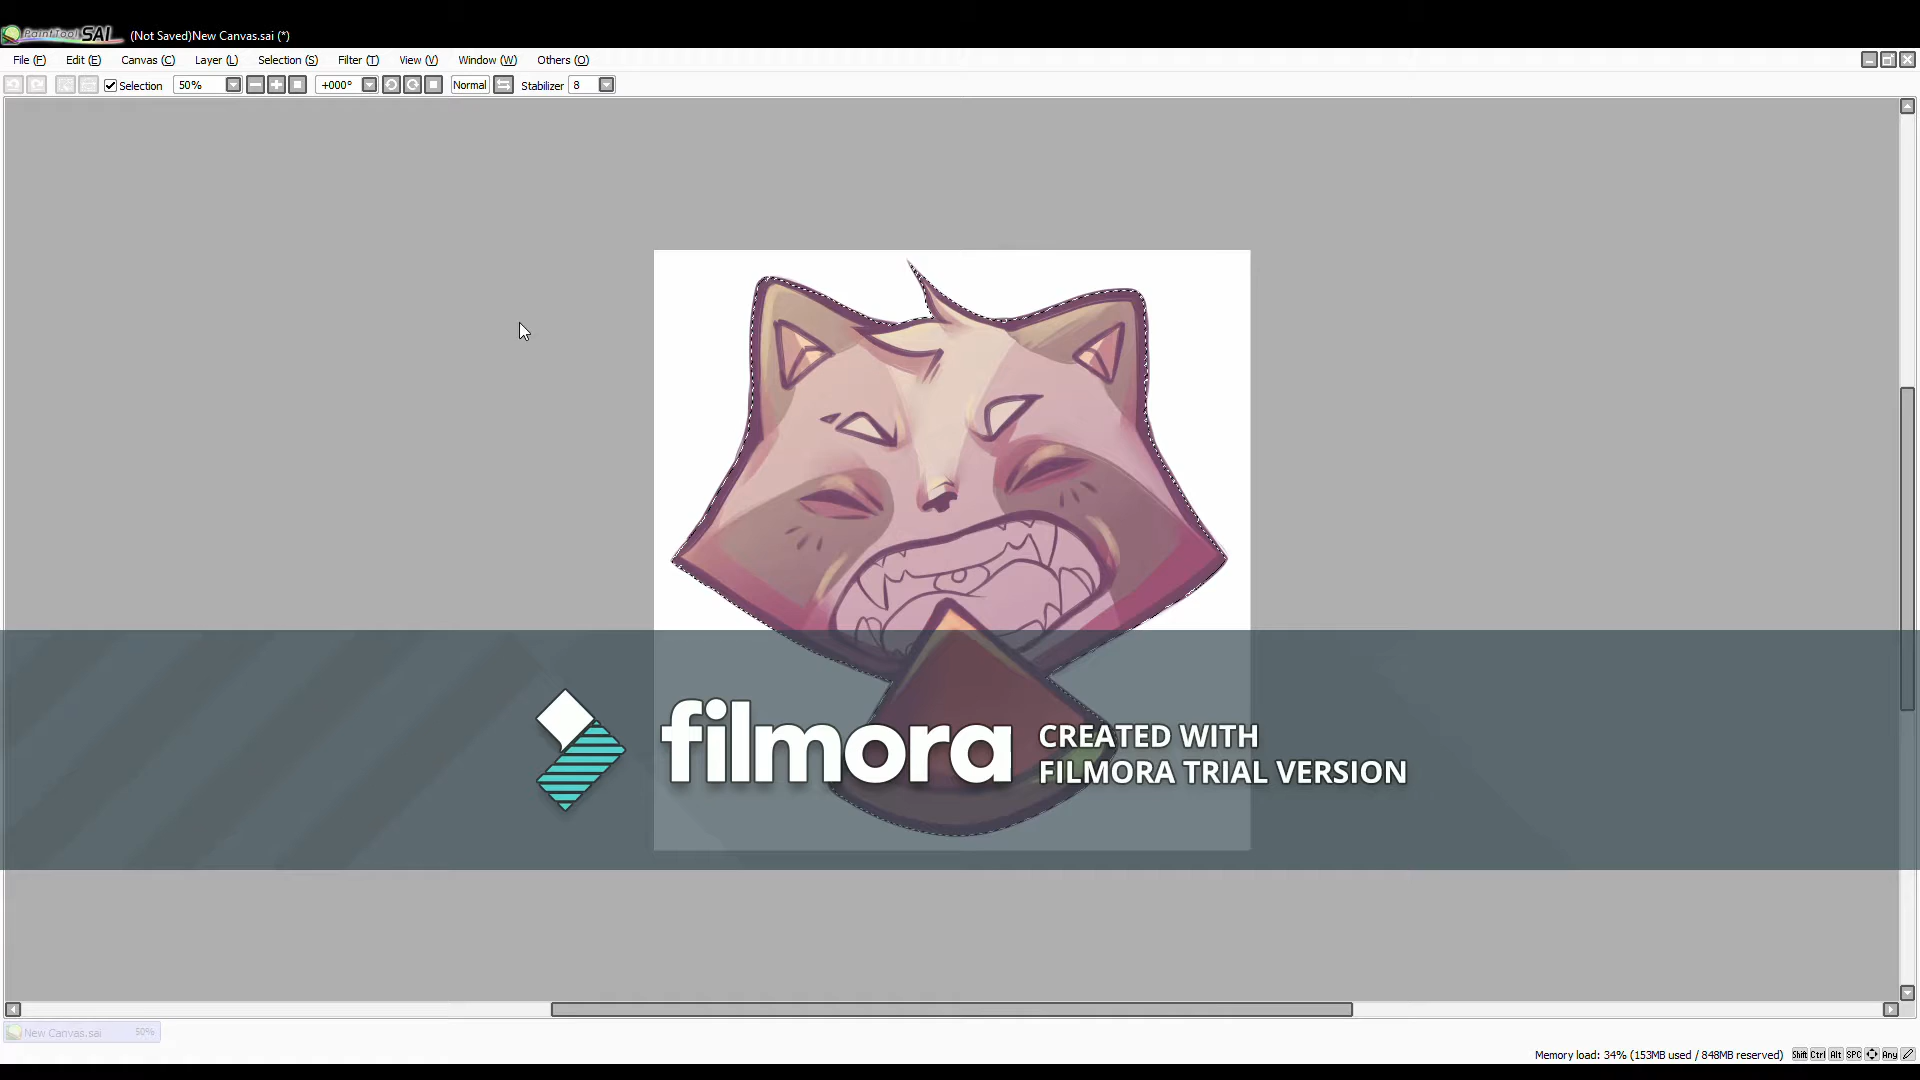 PaintTool SAI (Not Saved)New Canvas.sai (*)
File (F) Edit (E) Canvas (C) Layer (L) Selection (S) Filter (T) View (V) Window (W) Others (O)
Selection 50% +000° Normal Stabilizer 8
filmora CREATED WITH
FILMORA TRIAL VERSION
New Canvas.sai 50%
Memory load: 34% (153MB used / 848MB reserved) Shift Ctrl Alt SPC Any